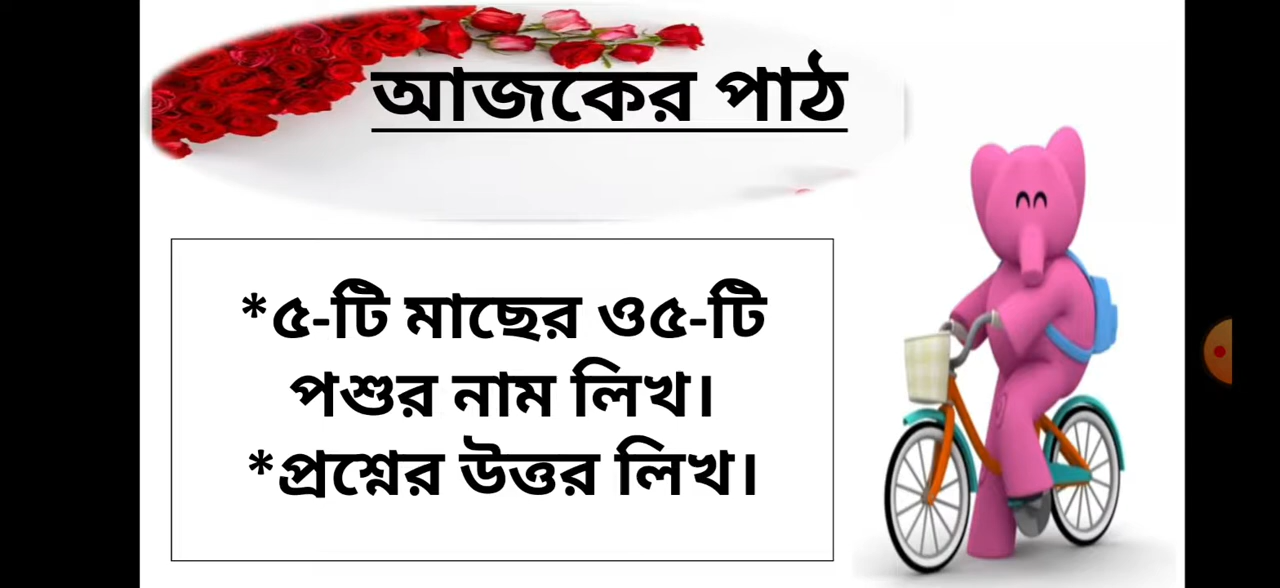 আজকের পাঠ
*৫-টি মাছের ও৫-টি
পশুর নাম লিখ।
*প্রশ্নের উত্তর লিখ।